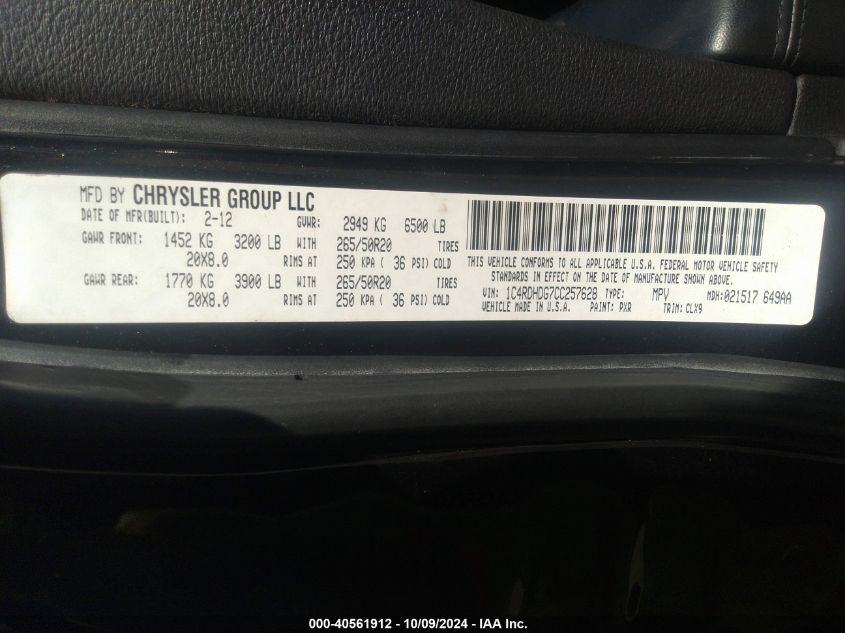 MFD BY CHRYSLER GROUP LLC
DATE OF MFR(BUILT): 2-12 GVWR: 2949 KG 6500 LB
GAWR FRONT: 1452 KG 3200 LB WITH 265/50R20 TIRES
20X8.0 RIMS AT 250 KPA ( 36 PSI) COLD
GAWR REAR: 1770 KG 3900 LB WITH 265/50R20 TIRES
20X8.0 RIMS AT 250 KPA ( 36 PSI) COLD
THIS VEHICLE CONFORMS TO ALL APPLICABLE U.S.A. FEDERAL MOTOR VEHICLE SAFETY
STANDARDS IN EFFECT ON THE DATE OF MANUFACTURE SHOWN ABOVE.
VIN: 1C4RDHDG7CC257628 TYPE: MPV MDH:021517 649AA
VEHICLE MADE IN U.S.A. PAINT: PXR TRIM: CLX9
000-40561912 - 10/09/2024 - IAA Inc.